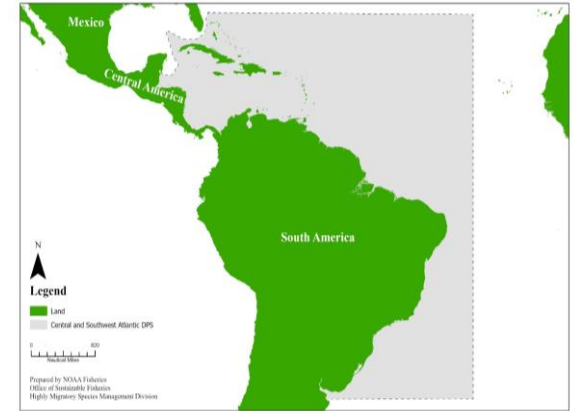 Mexico
Central America
South America
N
Legend
Land
Central and Southwest Atlantic DPS
0 820
Nautical Miles
Prepared by NOAA Fisheries
Office of Sustainable Fisheries
Highly Migratory Species Management Division